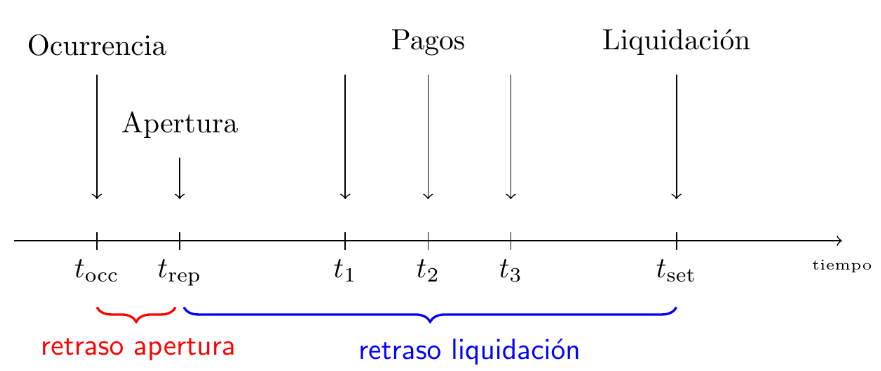 Ocurrencia
Pagos
Liquidación
Apertura
t_occ
t_rep
t_1
t_2
t_3
t_set
tiempo
retraso apertura
retraso liquidación